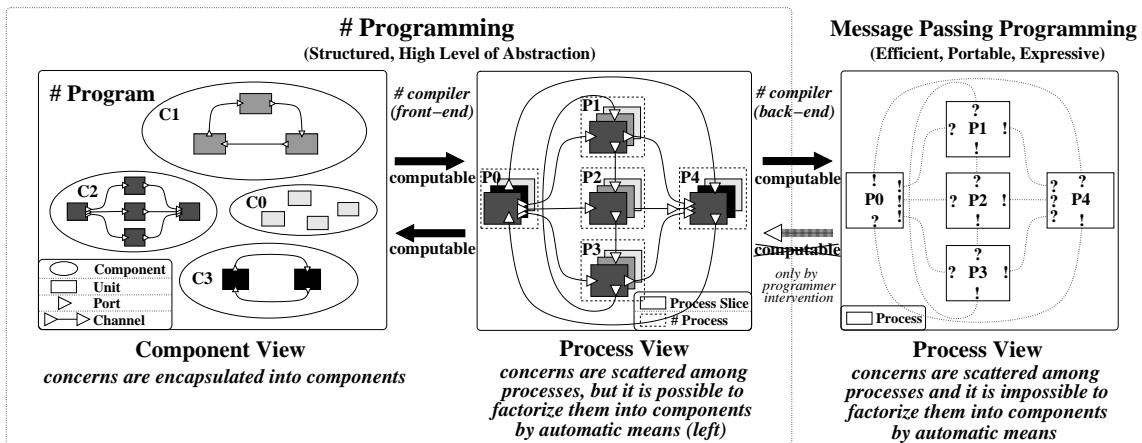 # Programming
(Structured, High Level of Abstraction)
Message Passing Programming
(Efficient, Portable, Expressive)
# Program
C1
C2
C0
C3
Component
Unit
Port
Channel
# compiler
(front-end)
computable
computable
P0
P1
P2
P3
P4
Process Slice
# Process
# compiler
(back-end)
computable
computable
only by
programmer
intervention
?
? P1 !
!
!
P0 !
!
!
!
?
?
? P2 !
!
?
? P3 !
!
?
? P4
?
?
!
Process
Component View
concerns are encapsulated into components
Process View
concerns are scattered among
processes, but it is possible to
factorize them into components
by automatic means (left)
Process View
concerns are scattered among
processes and it is impossible to
factorize them into components
by automatic means